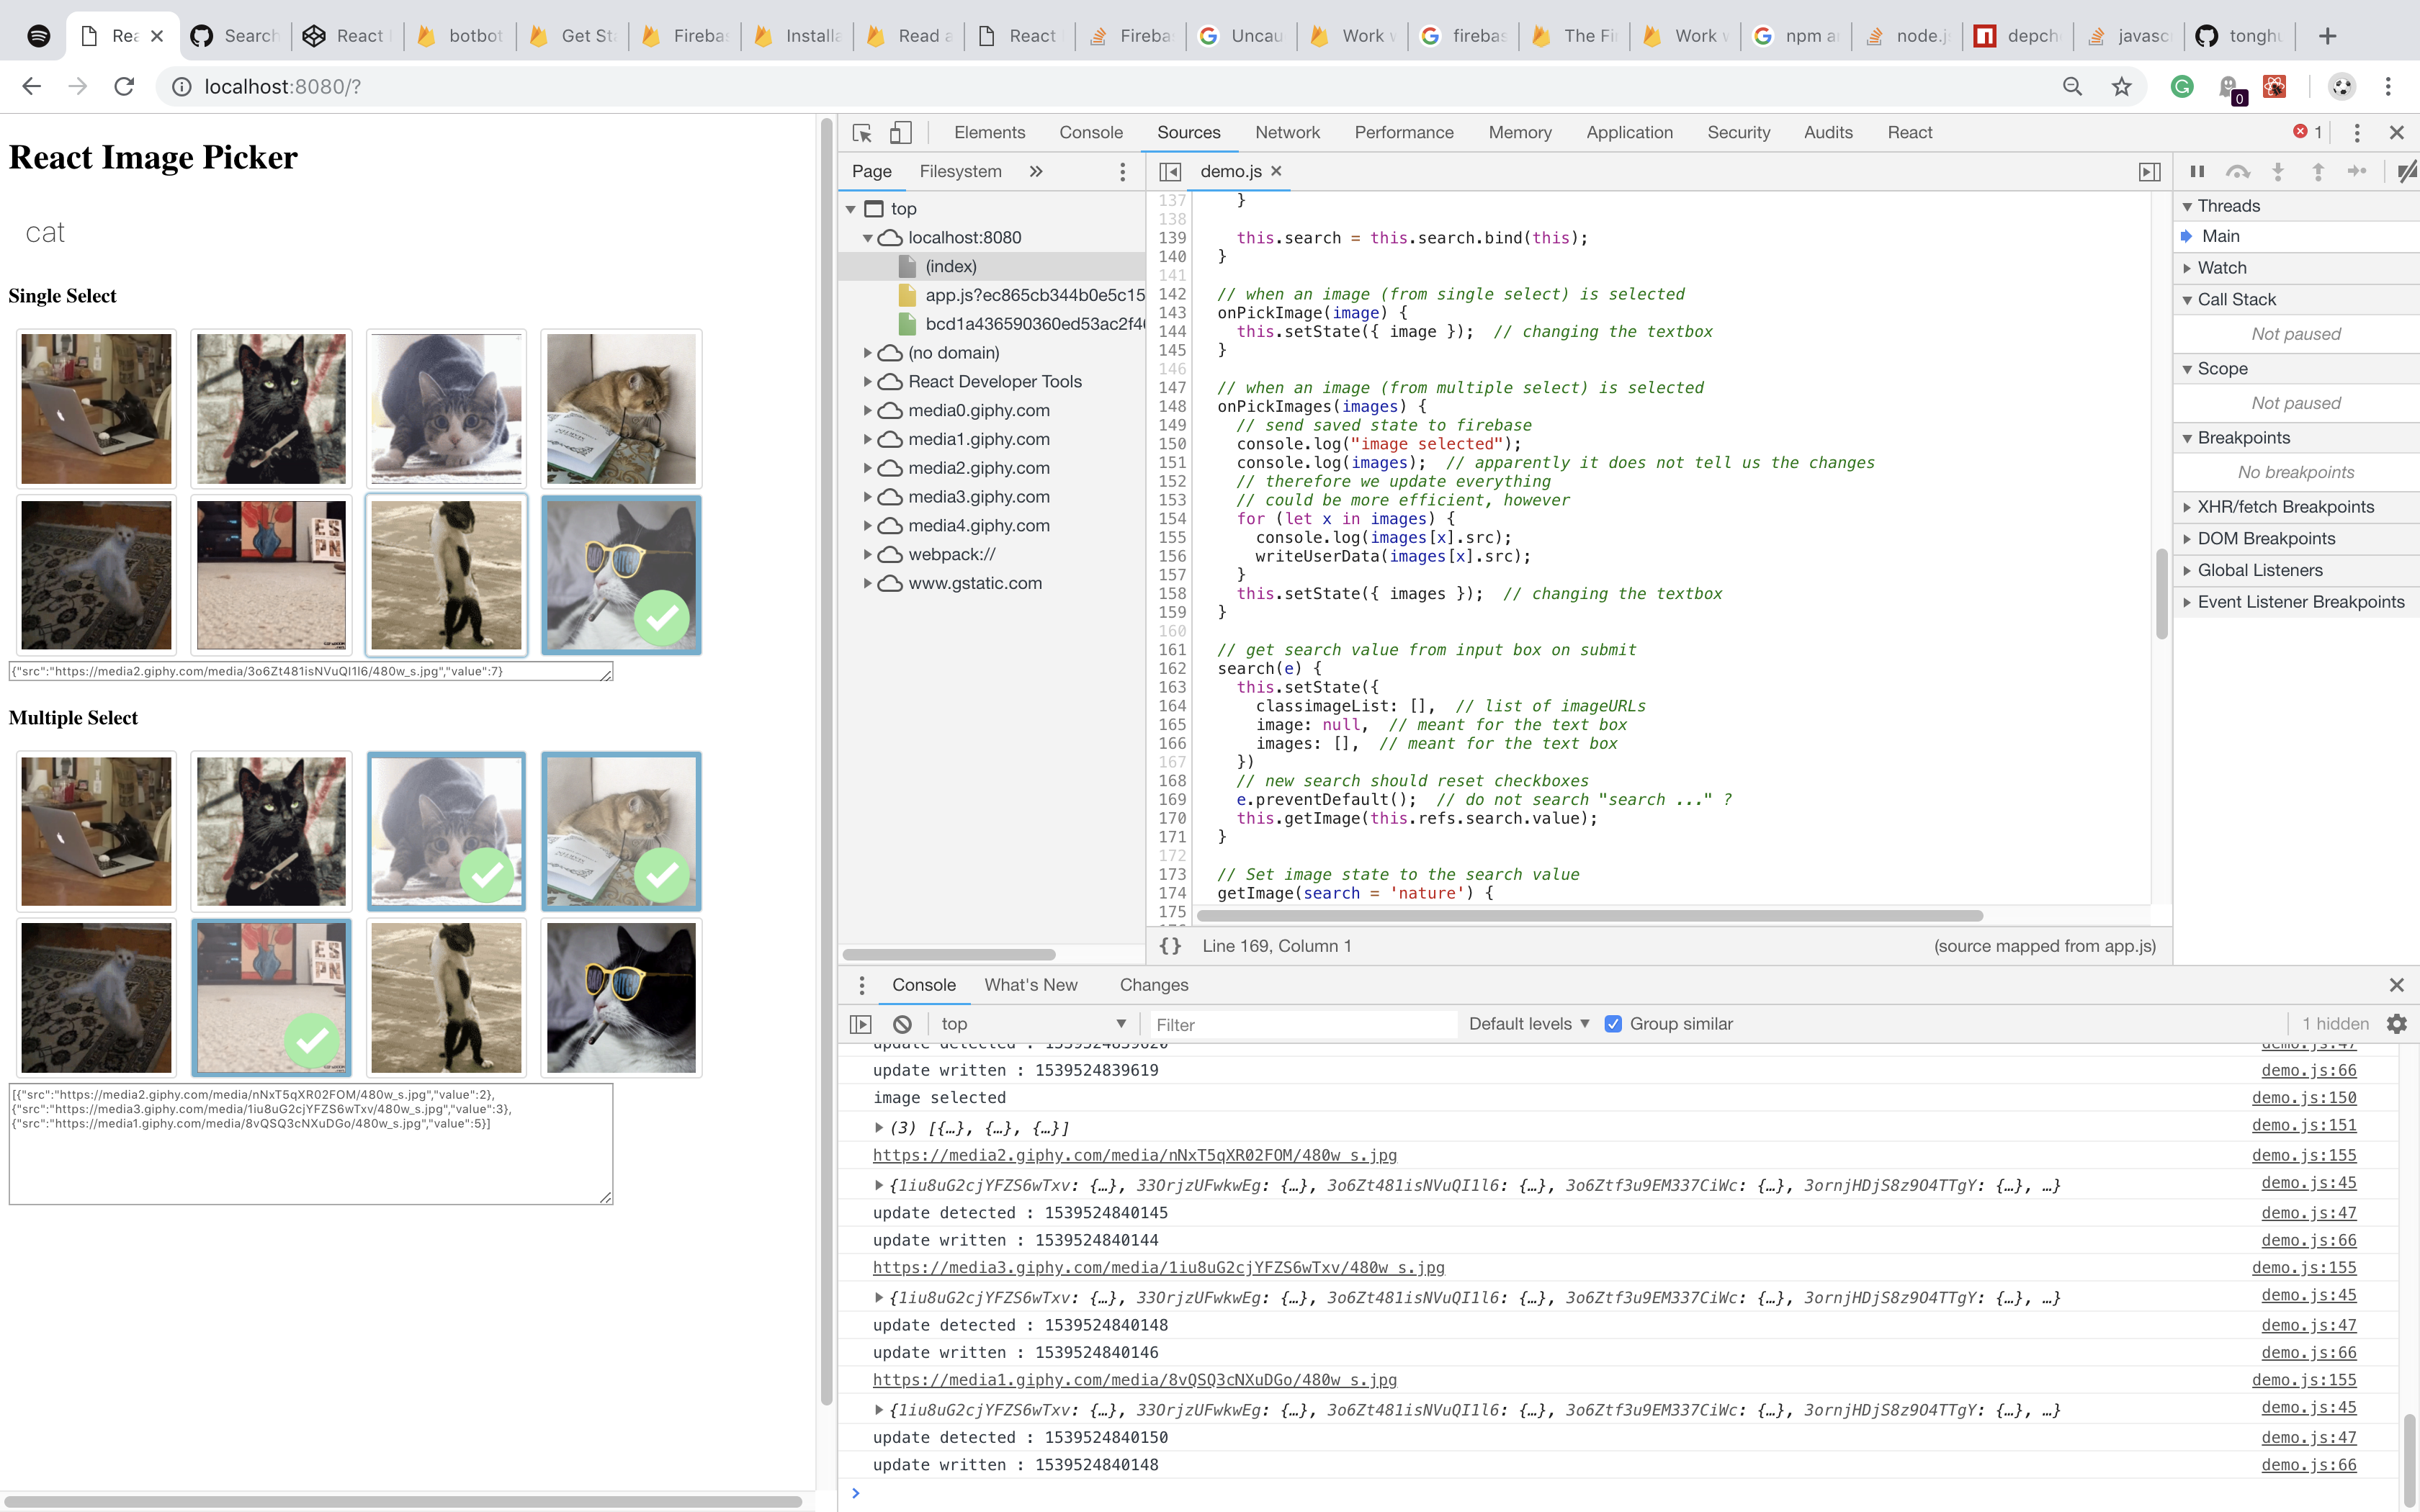 Rea
Search
React
botbot
Get Sta
Firebas
Installa
Read a
React
Fireba
Uncau
Work w
firebas
The Fi
Work w
npm a
node.js
depch
javasc
tonghu
localhost:8080/?
0
React Image Picker
cat
Single Select
ESPN
{"src":"https://media2.giphy.com/media/3o6Zt481isNVuQI1l6/480w_s.jpg","value":7}
Multiple Select
ESPN
[{"src":"https://media2.giphy.com/media/nNxT5qXR02FOM/480w_s.jpg","value":2},
{"src":"https://media3.giphy.com/media/1iu8uG2cjYFZS6wTxv/480w_s.jpg","value":3},
{"src":"https://media1.giphy.com/media/8vQSQ3cNXuDGo/480w_s.jpg","value":5}]
Elements Console Sources Network Performance Memory Application Security Audits React 1
Page Filesystem
top
localhost:8080
(index)
app.js?ec865cb344b0e5c15
bcd1a436590360ed53ac2f4
(no domain)
React Developer Tools
media0.giphy.com
media1.giphy.com
media2.giphy.com
media3.giphy.com
media4.giphy.com
webpack://
www.gstatic.com
demo.js
137 }
138
139 this.search = this.search.bind(this);
140 }
141
142 // when an image (from single select) is selected
143 onPickImage(image) {
144 this.setState({ image }); // changing the textbox
145 }
146
147 // when an image (from multiple select) is selected
148 onPickImages(images) {
149 // send saved state to firebase
150 console.log("image selected");
151 console.log(images); // apparently it does not tell us the changes
152 // therefore we update everything
153 // could be more efficient, however
154 for (let x in images) {
155 console.log(images[x].src);
156 writeUserData(images[x].src);
157 }
158 this.setState({ images }); // changing the textbox
159 }
160
161 // get search value from input box on submit
162 search(e) {
163 this.setState({
164 classimageList: [], // list of imageURLs
165 image: null, // meant for the text box
166 images: [], // meant for the text box
167 })
168 // new search should reset checkboxes
169 e.preventDefault(); // do not search "search ..." ?
170 this.getImage(this.refs.search.value);
171 }
172
173 // Set image state to the search value
174 getImage(search = 'nature') {
175
{} Line 169, Column 1 (source mapped from app.js)
Threads
Main
Watch
Call Stack
Not paused
Scope
Not paused
Breakpoints
No breakpoints
XHR/fetch Breakpoints
DOM Breakpoints
Global Listeners
Event Listener Breakpoints
Console What's New Changes
top Filter Default levels Group similar 1 hidden
update detected : 1539524839620 demo.js:47
update written : 1539524839619 demo.js:66
image selected demo.js:150
(3) [{…}, {…}, {…}] demo.js:151
https://media2.giphy.com/media/nNxT5qXR02FOM/480w_s.jpg demo.js:155
{1iu8uG2cjYFZS6wTxv: {…}, 33OrjzUFwkwEg: {…}, 3o6Zt481isNVuQI1l6: {…}, 3o6Ztf3u9EM337CiWc: {…}, 3ornjHDjS8z9O4TTgY: {…}, …} demo.js:45
update detected : 1539524840145 demo.js:47
update written : 1539524840144 demo.js:66
https://media3.giphy.com/media/1iu8uG2cjYFZS6wTxv/480w_s.jpg demo.js:155
{1iu8uG2cjYFZS6wTxv: {…}, 33OrjzUFwkwEg: {…}, 3o6Zt481isNVuQI1l6: {…}, 3o6Ztf3u9EM337CiWc: {…}, 3ornjHDjS8z9O4TTgY: {…}, …} demo.js:45
update detected : 1539524840148 demo.js:47
update written : 1539524840146 demo.js:66
https://media1.giphy.com/media/8vQSQ3cNXuDGo/480w_s.jpg demo.js:155
{1iu8uG2cjYFZS6wTxv: {…}, 33OrjzUFwkwEg: {…}, 3o6Zt481isNVuQI1l6: {…}, 3o6Ztf3u9EM337CiWc: {…}, 3ornjHDjS8z9O4TTgY: {…}, …} demo.js:45
update detected : 1539524840150 demo.js:47
update written : 1539524840148 demo.js:66